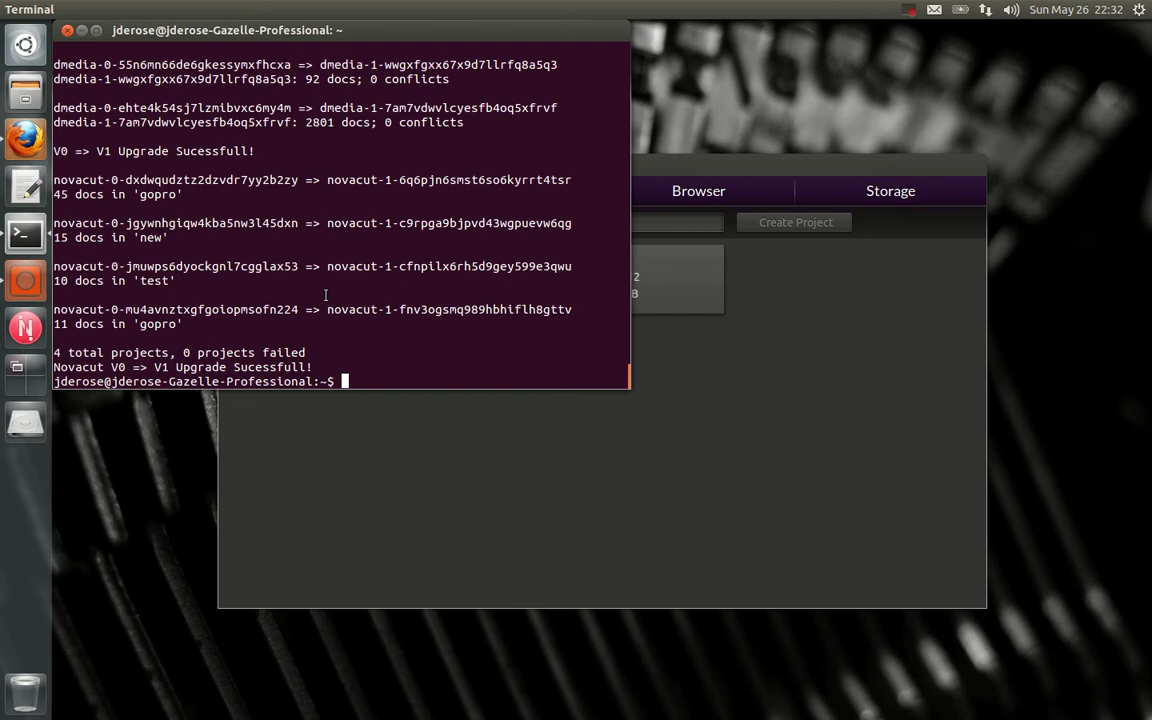 Terminal
Sun May 26 22:32
jderose@jderose-Gazelle-Professional: ~
dmedia-0-55n6mn66de6gkessymxfhcxa => dmedia-1-wwgxfgxx67x9d7llrfq8a5q3
dmedia-1-wwgxfgxx67x9d7llrfq8a5q3: 92 docs; 0 conflicts
dmedia-0-ehte4k54sj7lzmibvxc6my4m => dmedia-1-7am7vdwvlcyesfb4oq5xfrvf
dmedia-1-7am7vdwvlcyesfb4oq5xfrvf: 2801 docs; 0 conflicts
V0 => V1 Upgrade Sucessfull!
novacut-0-dxdwqudztz2dzvdr7yy2b2zy => novacut-1-6q6pjn6smst6so6kyrrt4tsr
45 docs in 'gopro'
novacut-0-jgywnhgiqw4kba5nw3l45dxn => novacut-1-c9rpga9bjpvd43wgpuevw6qg
15 docs in 'new'
novacut-0-jmuwps6dyockgnl7cgglax53 => novacut-1-cfnpilx6rh5d9gey599e3qwu
10 docs in 'test'
novacut-0-mu4avnztxgfgoiopmsofn224 => novacut-1-fnv3ogsmq989hbhiflh8gttv
11 docs in 'gopro'
4 total projects, 0 projects failed
Novacut V0 => V1 Upgrade Sucessfull!
jderose@jderose-Gazelle-Professional:~$
Browser
Storage
Create Project
2
B